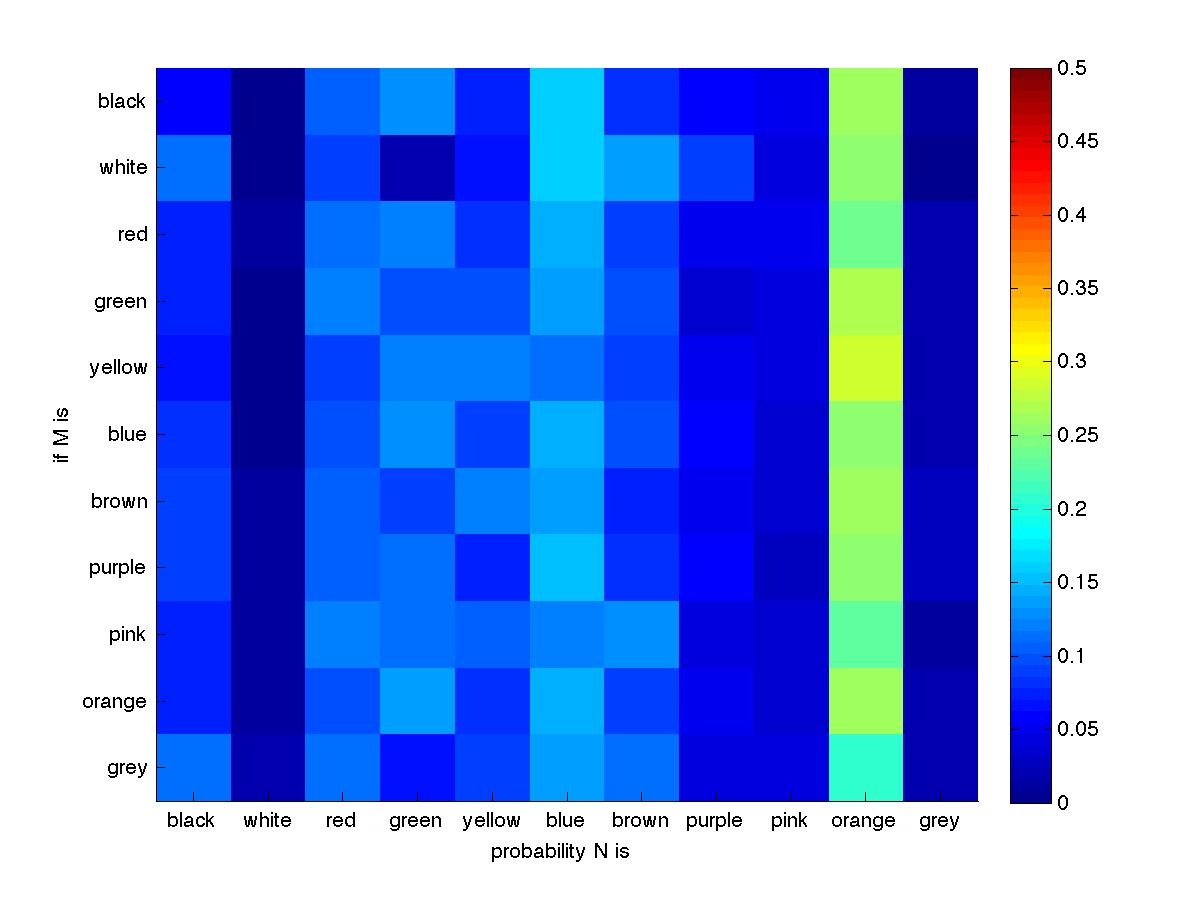 black
white
red
green
yellow
blue
brown
purple
pink
orange
grey
if M is
black white red green yellow blue brown purple pink orange grey
probability N is
0.5
0.45
0.4
0.35
0.3
0.25
0.2
0.15
0.1
0.05
0